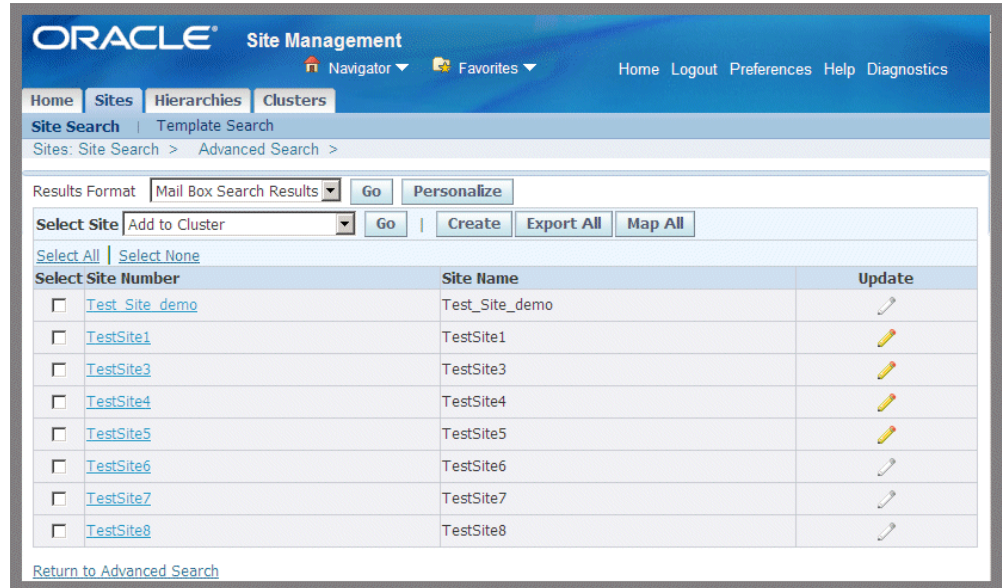 ORACLE® Site Management
Navigator Favorites Home Logout Preferences Help Diagnostics
Home Sites Hierarchies Clusters
Site Search | Template Search
Sites: Site Search > Advanced Search >
Results Format Mail Box Search Results Go Personalize
Select Site Add to Cluster Go | Create Export All Map All
Select All | Select None
Select Site Number Site Name Update
Test_Site_demo Test_Site_demo
TestSite1 TestSite1
TestSite3 TestSite3
TestSite4 TestSite4
TestSite5 TestSite5
TestSite6 TestSite6
TestSite7 TestSite7
TestSite8 TestSite8
Return to Advanced Search